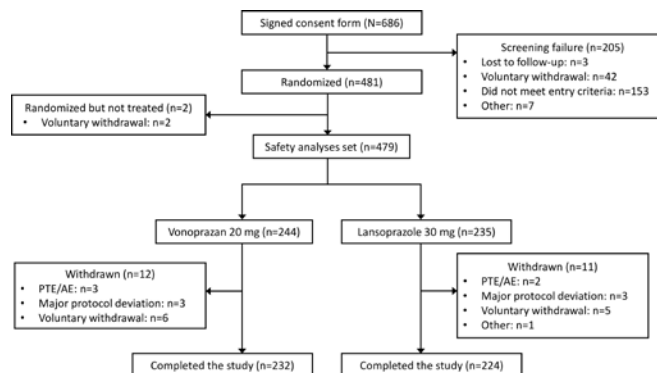 Signed consent form (N=686)
Screening failure (n=205)
• Lost to follow-up: n=3
• Voluntary withdrawal: n=42
• Did not meet entry criteria: n=153
• Other: n=7
Randomized (n=481)
Randomized but not treated (n=2)
• Voluntary withdrawal: n=2
Safety analyses set (n=479)
Vonoprazan 20 mg (n=244)
Lansoprazole 30 mg (n=235)
Withdrawn (n=12)
• PTE/AE: n=3
• Major protocol deviation: n=3
• Voluntary withdrawal: n=6
Withdrawn (n=11)
• PTE/AE: n=2
• Major protocol deviation: n=3
• Voluntary withdrawal: n=5
• Other: n=1
Completed the study (n=232)
Completed the study (n=224)